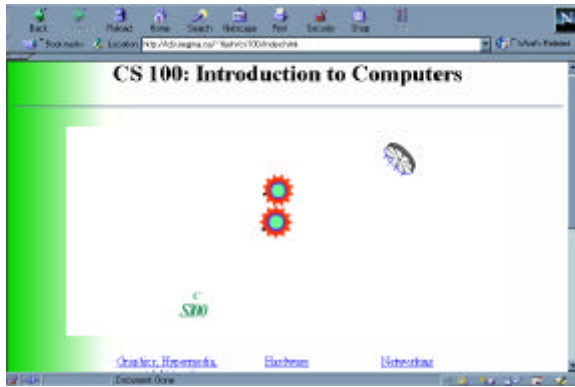 Back Reload Home Search Netscape Print Security Stop
Bookmarks Location: What's Related
CS 100: Introduction to Computers
C
S100
Graphics, Hypermedia, Hardware Networking
Document: Done